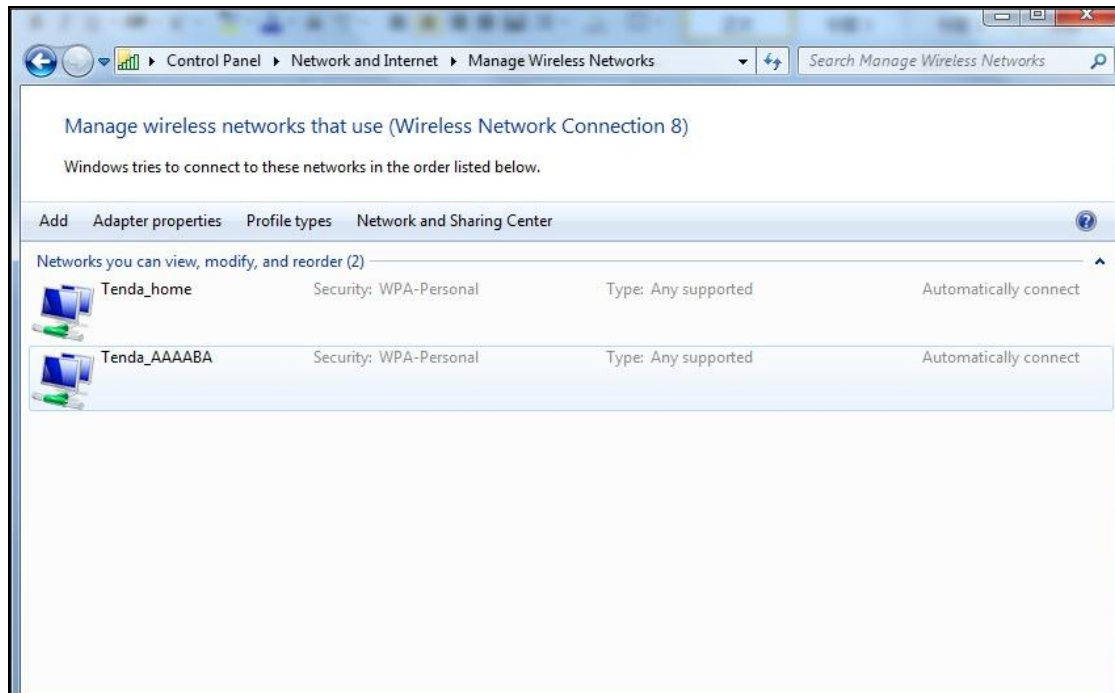 Control Panel Network and Internet Manage Wireless Networks Search Manage Wireless Networks
Manage wireless networks that use (Wireless Network Connection 8)
Windows tries to connect to these networks in the order listed below.
Add Adapter properties Profile types Network and Sharing Center
Networks you can view, modify, and reorder (2)
Tenda_home Security: WPA-Personal Type: Any supported Automatically connect
Tenda_AAAABA Security: WPA-Personal Type: Any supported Automatically connect